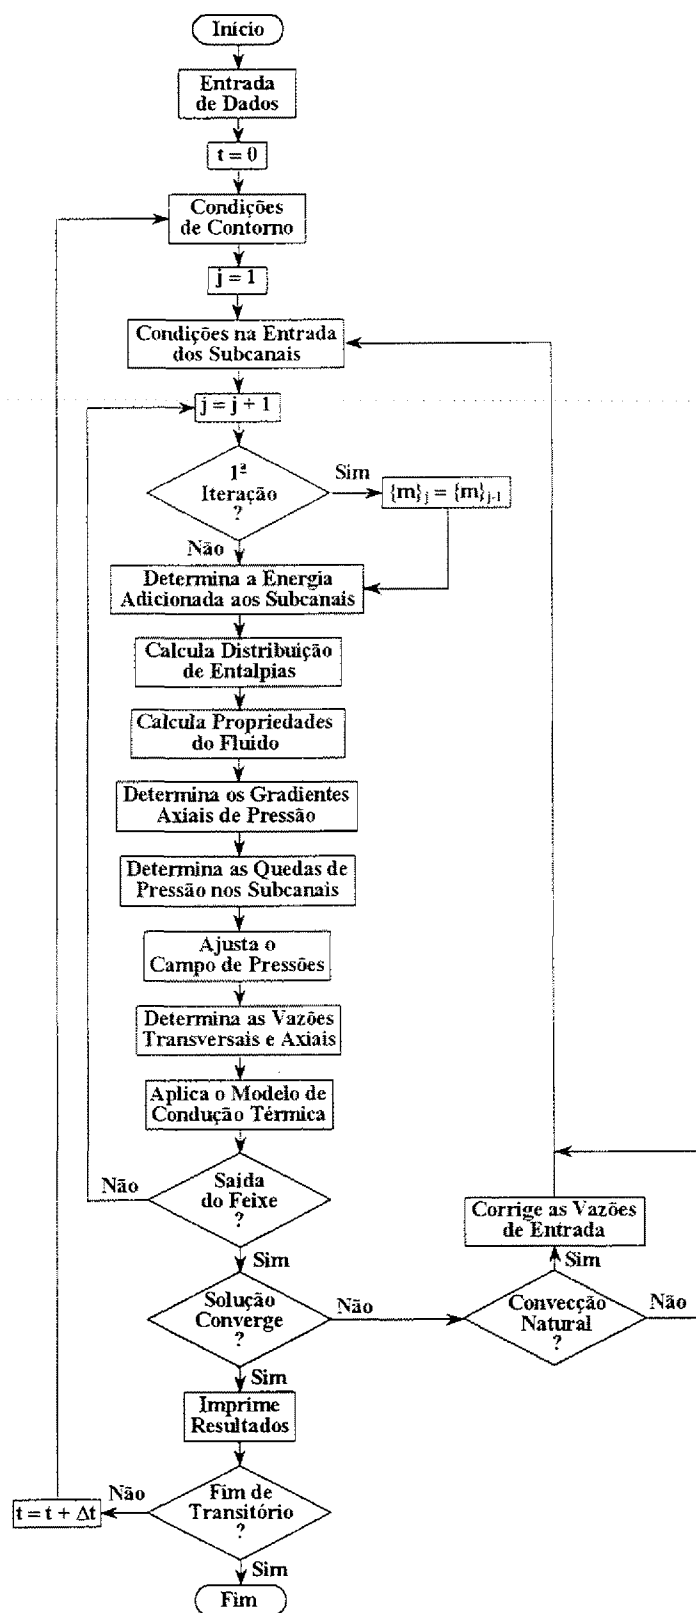 Início
Entrada
de Dados
t = 0
Condições
de Contorno
j = 1
Condições na Entrada
dos Subcanais
j = j + 1
1ª
Iteração
?
Sim
{m}j = {m}j-1
Não
Determina a Energia
Adicionada aos Subcanais
Calcula Distribuição
de Entalpias
Calcula Propriedades
do Fluido
Determina os Gradientes
Axiais de Pressão
Determina as Quedas de
Pressão nos Subcanais
Ajusta o
Campo de Pressões
Determina as Vazões
Transversais e Axiais
Aplica o Modelo de
Condução Térmica
Não
Saída
do Feixe
?
Sim
Corrige as Vazões
de Entrada
Sim
Solução
Converge
?
Não
Convecção
Natural
?
Não
Sim
Imprime
Resultados
Não
t = t + Δt
Fim de
Transitório
?
Sim
Fim